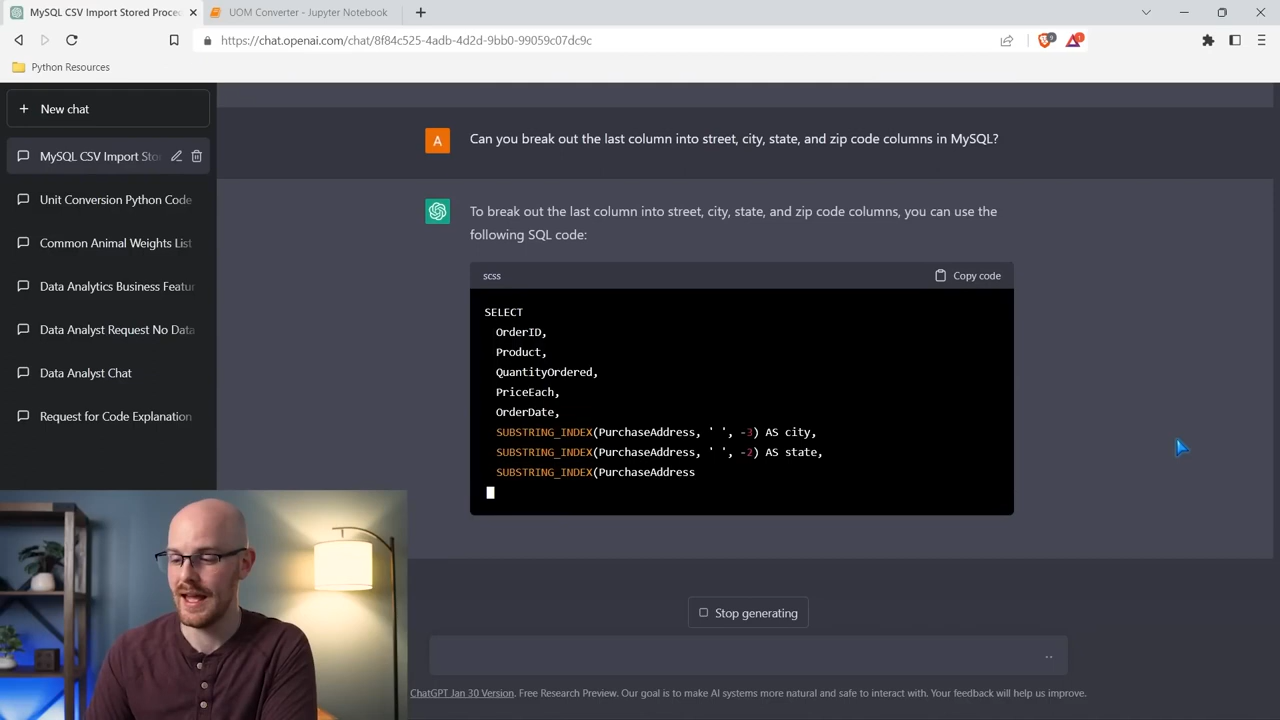 MySQL CSV Import Stored Proced
UOM Converter - Jupyter Notebook
https://chat.openai.com/chat/8f84c525-4adb-4d2d-9bb0-99059c07dc9c
9
1
Python Resources
New chat
MySQL CSV Import Sto
Unit Conversion Python Code
Common Animal Weights List
Data Analytics Business Featur
Data Analyst Request No Data
Data Analyst Chat
Request for Code Explanation
A
Can you break out the last column into street, city, state, and zip code columns in MySQL?
To break out the last column into street, city, state, and zip code columns, you can use the
following SQL code:
scss
Copy code
SELECT
OrderID,
Product,
QuantityOrdered,
PriceEach,
OrderDate,
SUBSTRING_INDEX(PurchaseAddress, ' ', -3) AS city,
SUBSTRING_INDEX(PurchaseAddress, ' ', -2) AS state,
SUBSTRING_INDEX(PurchaseAddress
Stop generating
ChatGPT Jan 30 Version. Free Research Preview. Our goal is to make AI systems more natural and safe to interact with. Your feedback will help us improve.